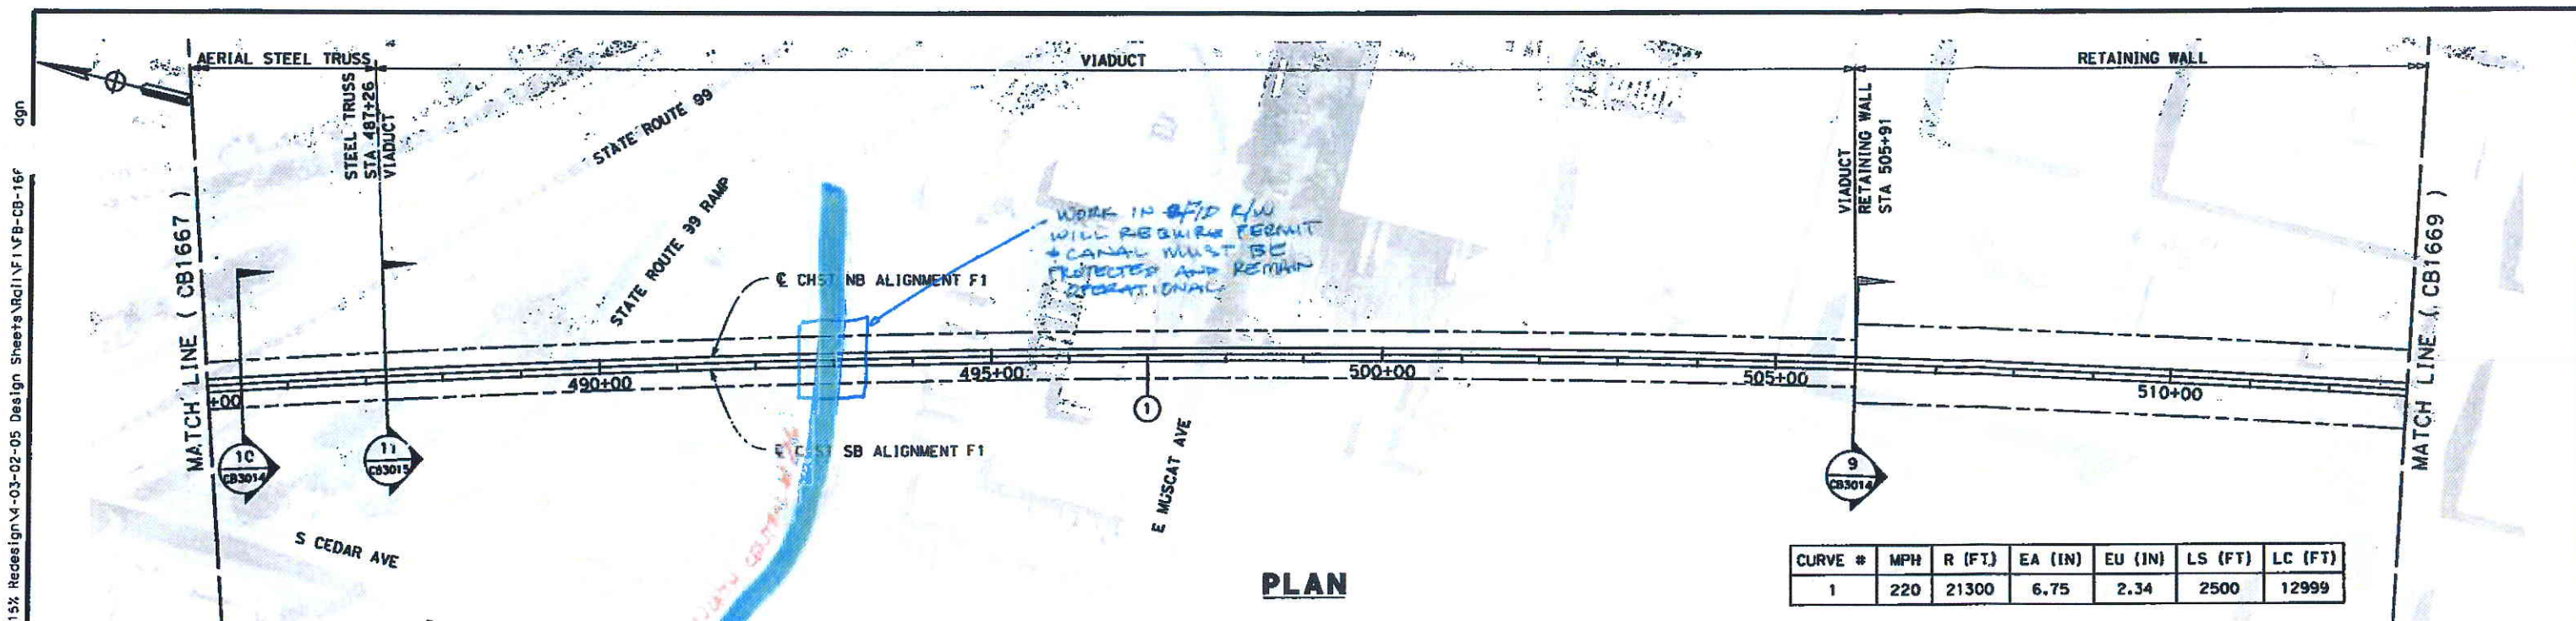 AERIAL STEEL TRUSS
VIADUCT
RETAINING WALL
dgn
15% Redesign\4-03-02-05 Design Sheets\Rail\F1\FB-CB-16
MATCH LINE ( CB1667 )
STEEL TRUSS
STA 487+26
VIADUCT
STATE ROUTE 99
STATE ROUTE 99 RAMP
WORK IN FID R/W
WILL REQUIRE PERMIT
+ CANAL MUST BE
PROTECTED AND REMAIN
OPERATIONAL.
VIADUCT
RETAINING WALL
STA 505+91
MATCH LINE ( CB1669 )
℄ CHST NB ALIGNMENT F1
+00
490+00
495+00
500+00
505+00
510+00
1
SB ALIGNMENT F1
10
CB3014
11
CB3015
9
CB3014
E MUSCAT AVE
S CEDAR AVE
PLAN
CURVE # MPH R (FT) EA (IN) EU (IN) LS (FT) LC (FT)
1 220 21300 6.75 2.34 2500 12999